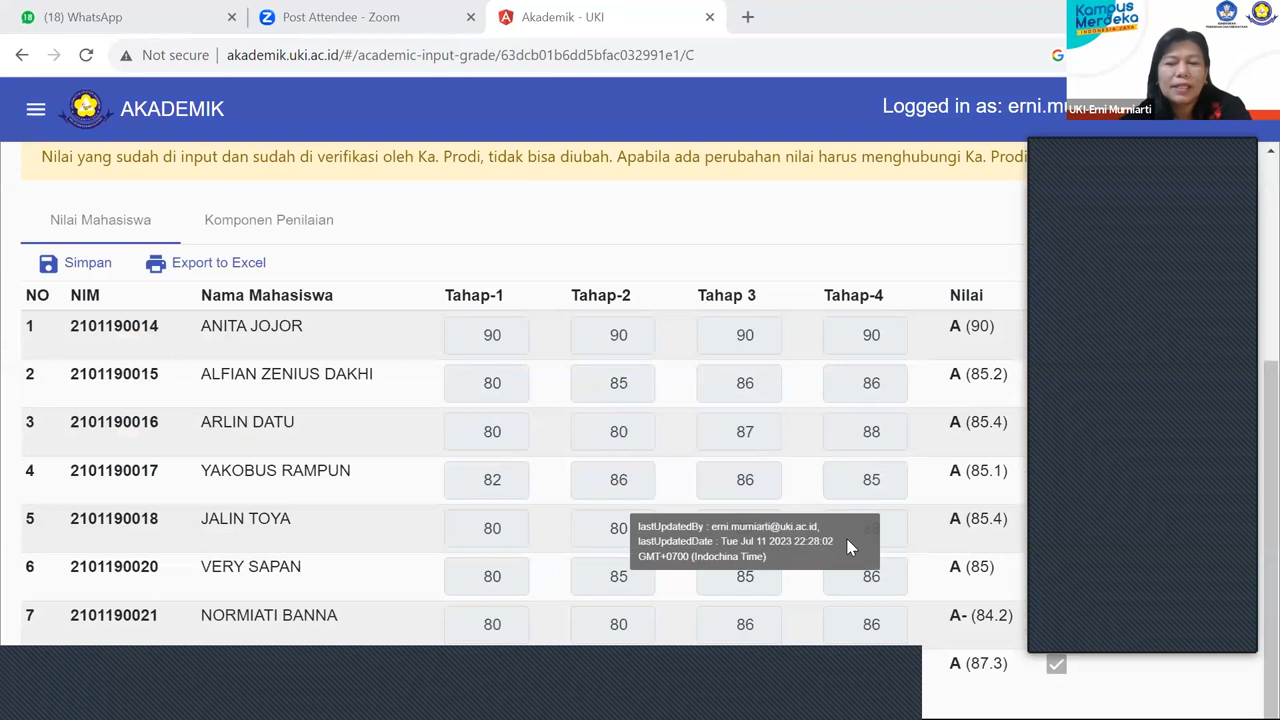 (18) WhatsApp
Post Attendee - Zoom
Akademik - UKI
Kampus
Merdeka
INDONESIA JAYA
18
Not secure
akademik.uki.ac.id/#/academic-input-grade/63dcb01b6dd5bfac032991e1/C
UKI-Erni Murniarti
AKADEMIK
Logged in as: erni.mu
Nilai yang sudah di input dan sudah di verifikasi oleh Ka. Prodi, tidak bisa diubah. Apabila ada perubahan nilai harus menghubungi Ka. Prodi
Nilai Mahasiswa Komponen Penilaian
Simpan Export to Excel
NO NIM Nama Mahasiswa Tahap-1 Tahap-2 Tahap 3 Tahap-4 Nilai
1 2101190014 ANITA JOJOR 90 90 90 90 A (90)
2 2101190015 ALFIAN ZENIUS DAKHI 80 85 86 86 A (85.2)
3 2101190016 ARLIN DATU 80 80 87 88 A (85.4)
4 2101190017 YAKOBUS RAMPUN 82 86 86 85 A (85.1)
5 2101190018 JALIN TOYA 80 80 A (85.4)
lastUpdatedBy : erni.murniarti@uki.ac.id,
lastUpdatedDate : Tue Jul 11 2023 22:28:02
GMT+0700 (Indochina Time)
6 2101190020 VERY SAPAN 80 85 85 86 A (85)
7 2101190021 NORMIATI BANNA 80 80 86 86 A- (84.2)
A (87.3)